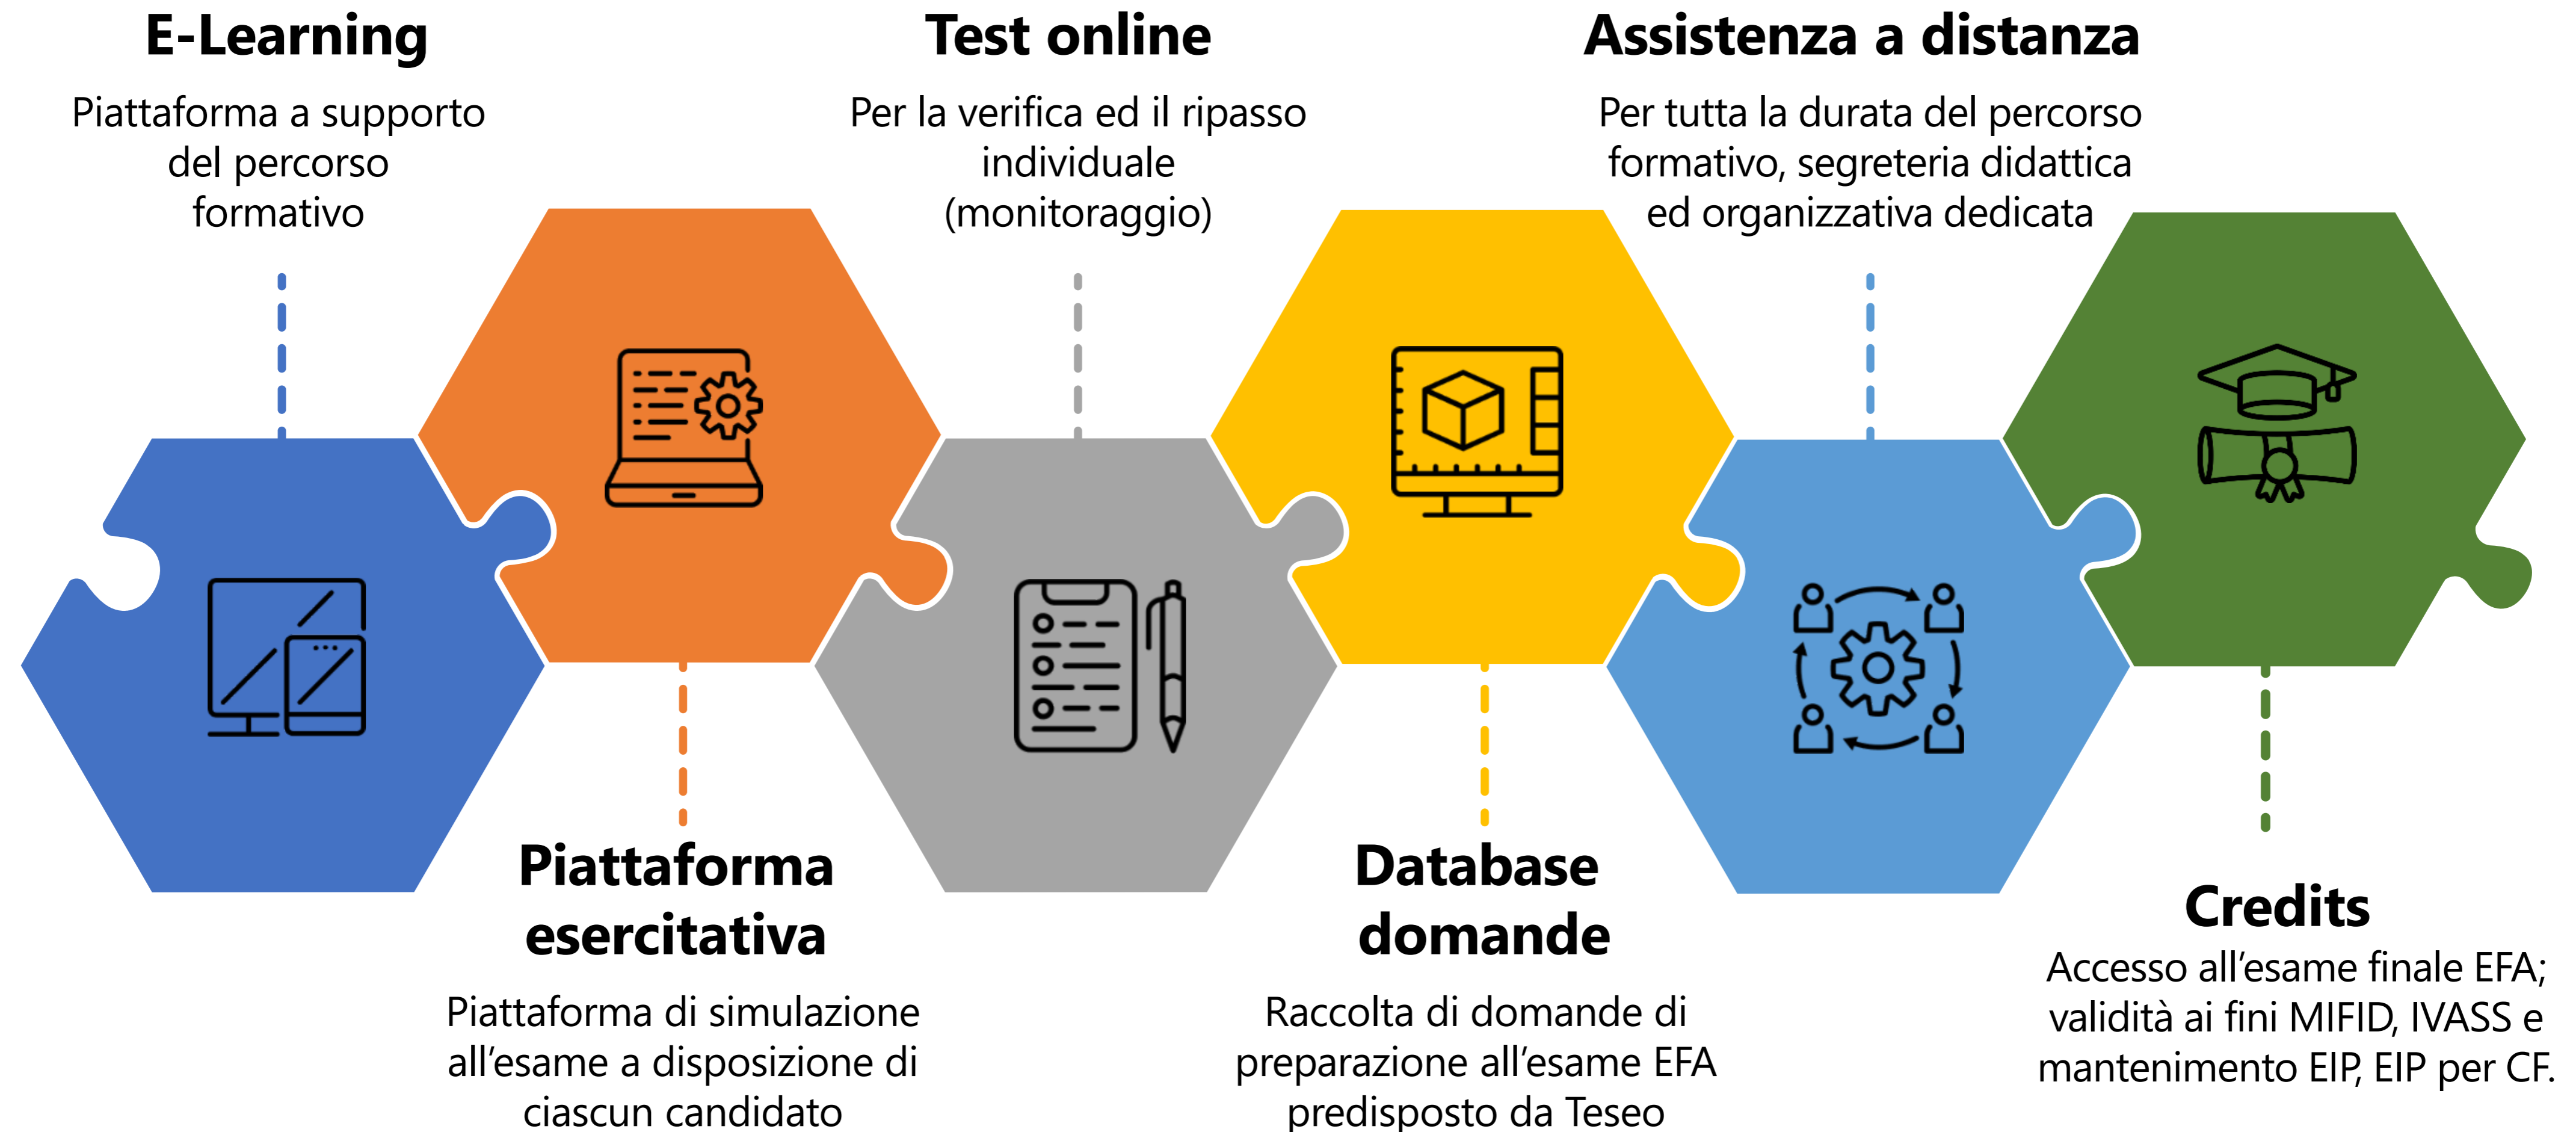 E-Learning
Piattaforma a supporto
del percorso
formativo
Test online
Per la verifica ed il ripasso
individuale
(monitoraggio)
Assistenza a distanza
Per tutta la durata del percorso
formativo, segreteria didattica
ed organizzativa dedicata
Piattaforma
esercitativa
Piattaforma di simulazione
all’esame a disposizione di
ciascun candidato
Database
domande
Raccolta di domande di
preparazione all’esame EFA
predisposto da Teseo
Credits
Accesso all’esame finale EFA;
validità ai fini MIFID, IVASS e
mantenimento EIP, EIP per CF.